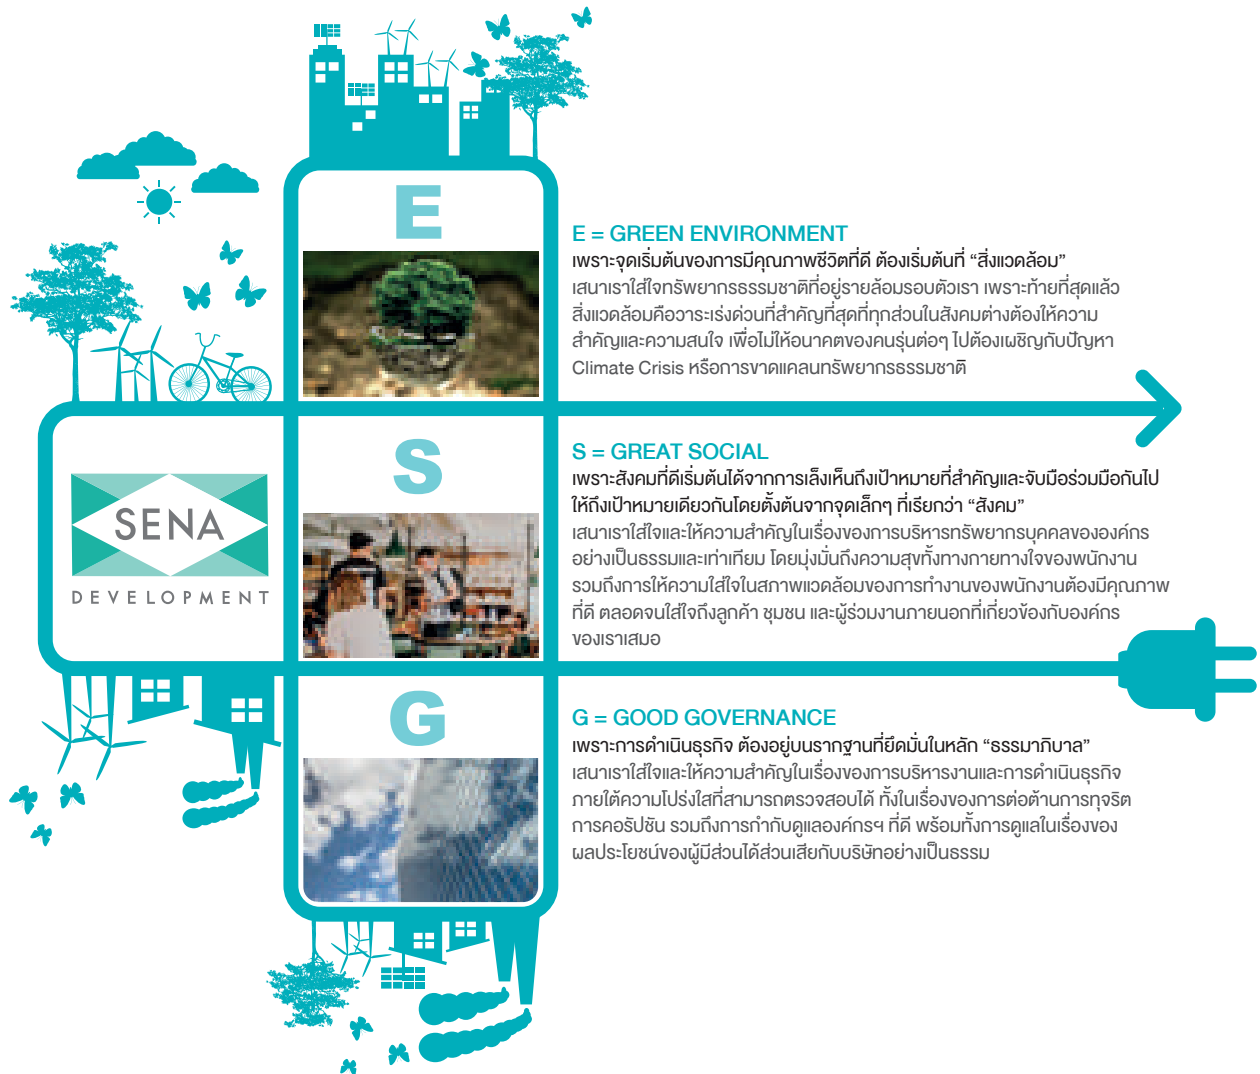 E
E = GREEN ENVIRONMENT
เพราะจุดเริ่มต้นของการมีคุณภาพชีวิตที่ดี ต้องเริ่มต้นที่ “สิ่งแวดล้อม”
เสนาเราใส่ใจทรัพยากรธรรมชาติที่อยู่รายล้อมรอบตัวเรา เพราะท้ายที่สุดแล้ว
สิ่งแวดล้อมคือวาระเร่งด่วนที่สำคัญที่สุดที่ทุกส่วนในสังคมต่างต้องให้ความ
สำคัญและความสนใจ เพื่อไม่ให้อนาคตของคนรุ่นต่อๆ ไปต้องเผชิญกับปัญหา
Climate Crisis หรือการขาดแคลนทรัพยากรธรรมชาติ
SENA
DEVELOPMENT
S
S = GREAT SOCIAL
เพราะสังคมที่ดีเริ่มต้นได้จากการเล็งเห็นถึงเป้าหมายที่สำคัญและจับมือร่วมมือกันไป
ให้ถึงเป้าหมายเดียวกันโดยตั้งต้นจากจุดเล็กๆ ที่เรียกว่า “สังคม”
เสนาเราใส่ใจและให้ความสำคัญในเรื่องของการบริหารทรัพยากรบุคคลขององค์กร
อย่างเป็นธรรมและเท่าเทียม โดยมุ่งมั่นถึงความสุขทั้งทางกายทางใจของพนักงาน
รวมถึงการให้ความใส่ใจในสภาพแวดล้อมของการทำงานของพนักงานต้องมีคุณภาพ
ที่ดี ตลอดจนใส่ใจถึงลูกค้า ชุมชน และผู้ร่วมงานภายนอกที่เกี่ยวข้องกับองค์กร
ของเราเสมอ
G
G = GOOD GOVERNANCE
เพราะการดำเนินธุรกิจ ต้องอยู่บนรากฐานที่ยึดมั่นในหลัก “ธรรมาภิบาล”
เสนาเราใส่ใจและให้ความสำคัญในเรื่องของการบริหารงานและการดำเนินธุรกิจ
ภายใต้ความโปร่งใสที่สามารถตรวจสอบได้ ทั้งในเรื่องของการต่อต้านการทุจริต
การคอรัปชัน รวมถึงการกำกับดูแลองค์กรฯ ที่ดี พร้อมทั้งการดูแลในเรื่องของ
ผลประโยชน์ของผู้มีส่วนได้ส่วนเสียกับบริษัทอย่างเป็นธรรม